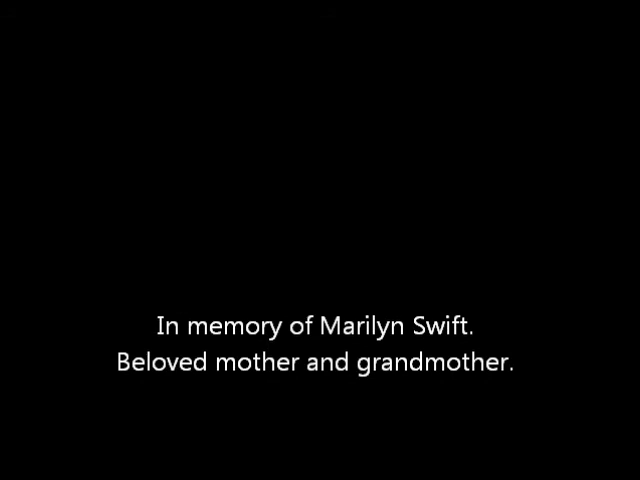 In memory of Marilyn Swift.
Beloved mother and grandmother.